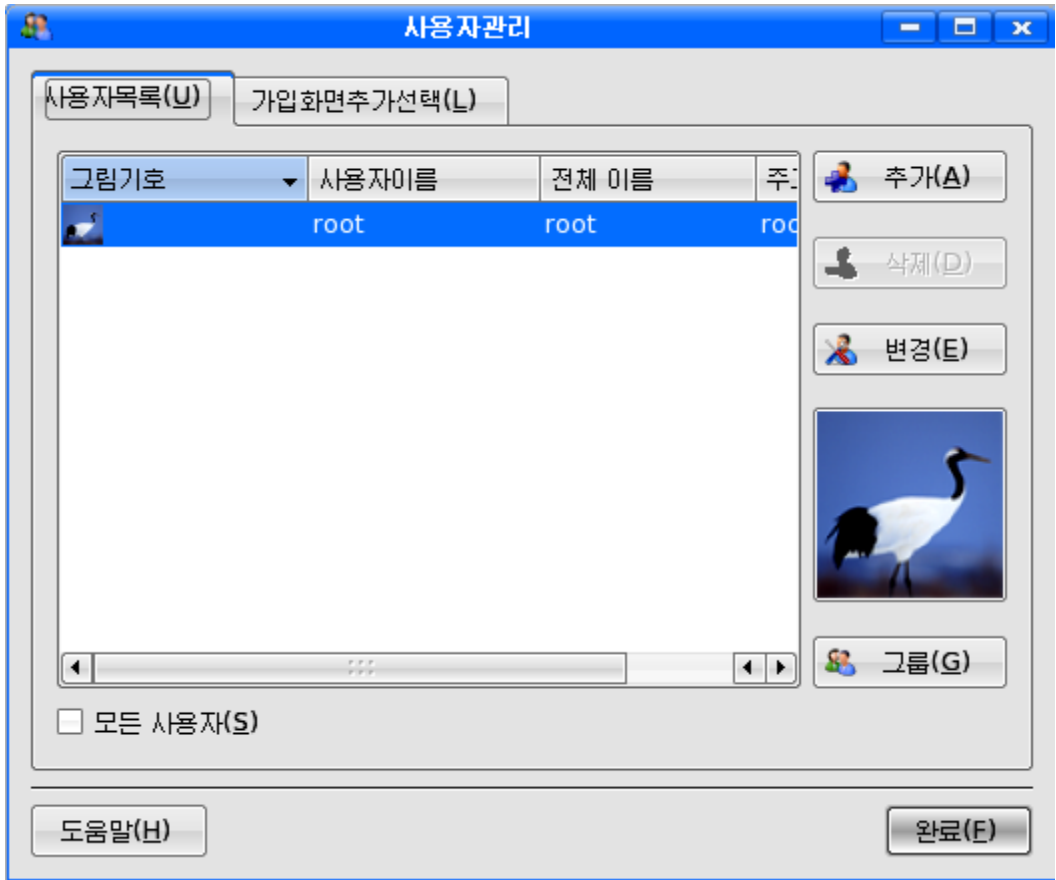 사용자관리
사용자목록(U) 가입화면추가선택(L)
그림기호 사용자이름 전체 이름
root root
추가(A)
삭제(D)
변경(E)
그룹(G)
모든 사용자(S)
도움말(H) 완료(F)